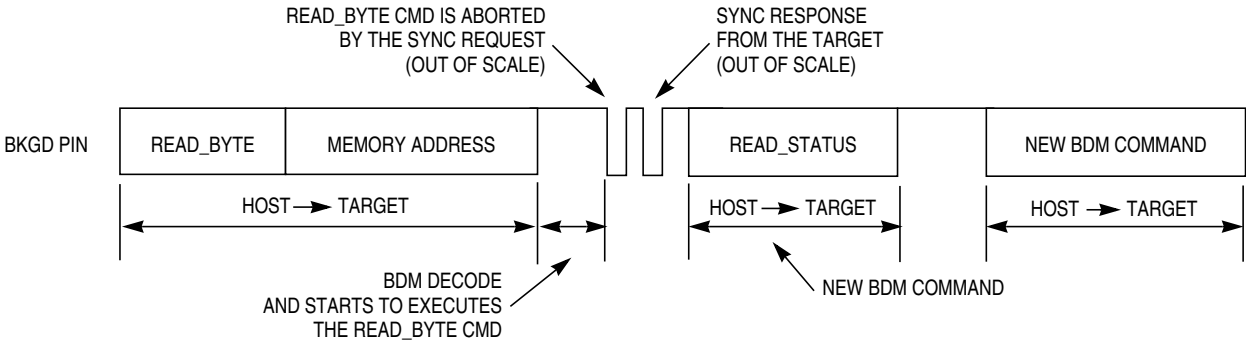 READ_BYTE CMD IS ABORTED
BY THE SYNC REQUEST
(OUT OF SCALE)
SYNC RESPONSE
FROM THE TARGET
(OUT OF SCALE)
BKGD PIN
READ_BYTE
MEMORY ADDRESS
READ_STATUS
NEW BDM COMMAND
HOST TARGET
HOST TARGET
HOST TARGET
BDM DECODE
AND STARTS TO EXECUTES
THE READ_BYTE CMD
NEW BDM COMMAND